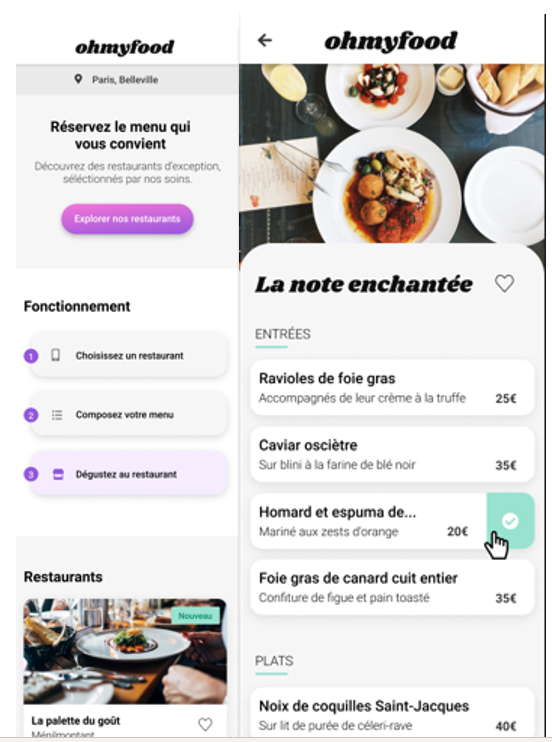 ohmyfood
Paris, Belleville
Réservez le menu qui
vous convient
Découvrez des restaurants d'exception,
séléctionnés par nos soins.
Explorer nos restaurants
Fonctionnement
1 Choisissez un restaurant
2 Composez votre menu
3 Dégustez au restaurant
Restaurants
Nouveau
La palette du goût
Ménilmontant
ohmyfood
La note enchantée
ENTRÉES
Ravioles de foie gras
Accompagnés de leur crème à la truffe 25€
Caviar osciètre
Sur blini à la farine de blé noir 35€
Homard et espuma de...
Mariné aux zests d'orange 20€
Foie gras de canard cuit entier
Confiture de figue et pain toasté 35€
PLATS
Noix de coquilles Saint-Jacques
Sur lit de purée de céleri-rave 40€